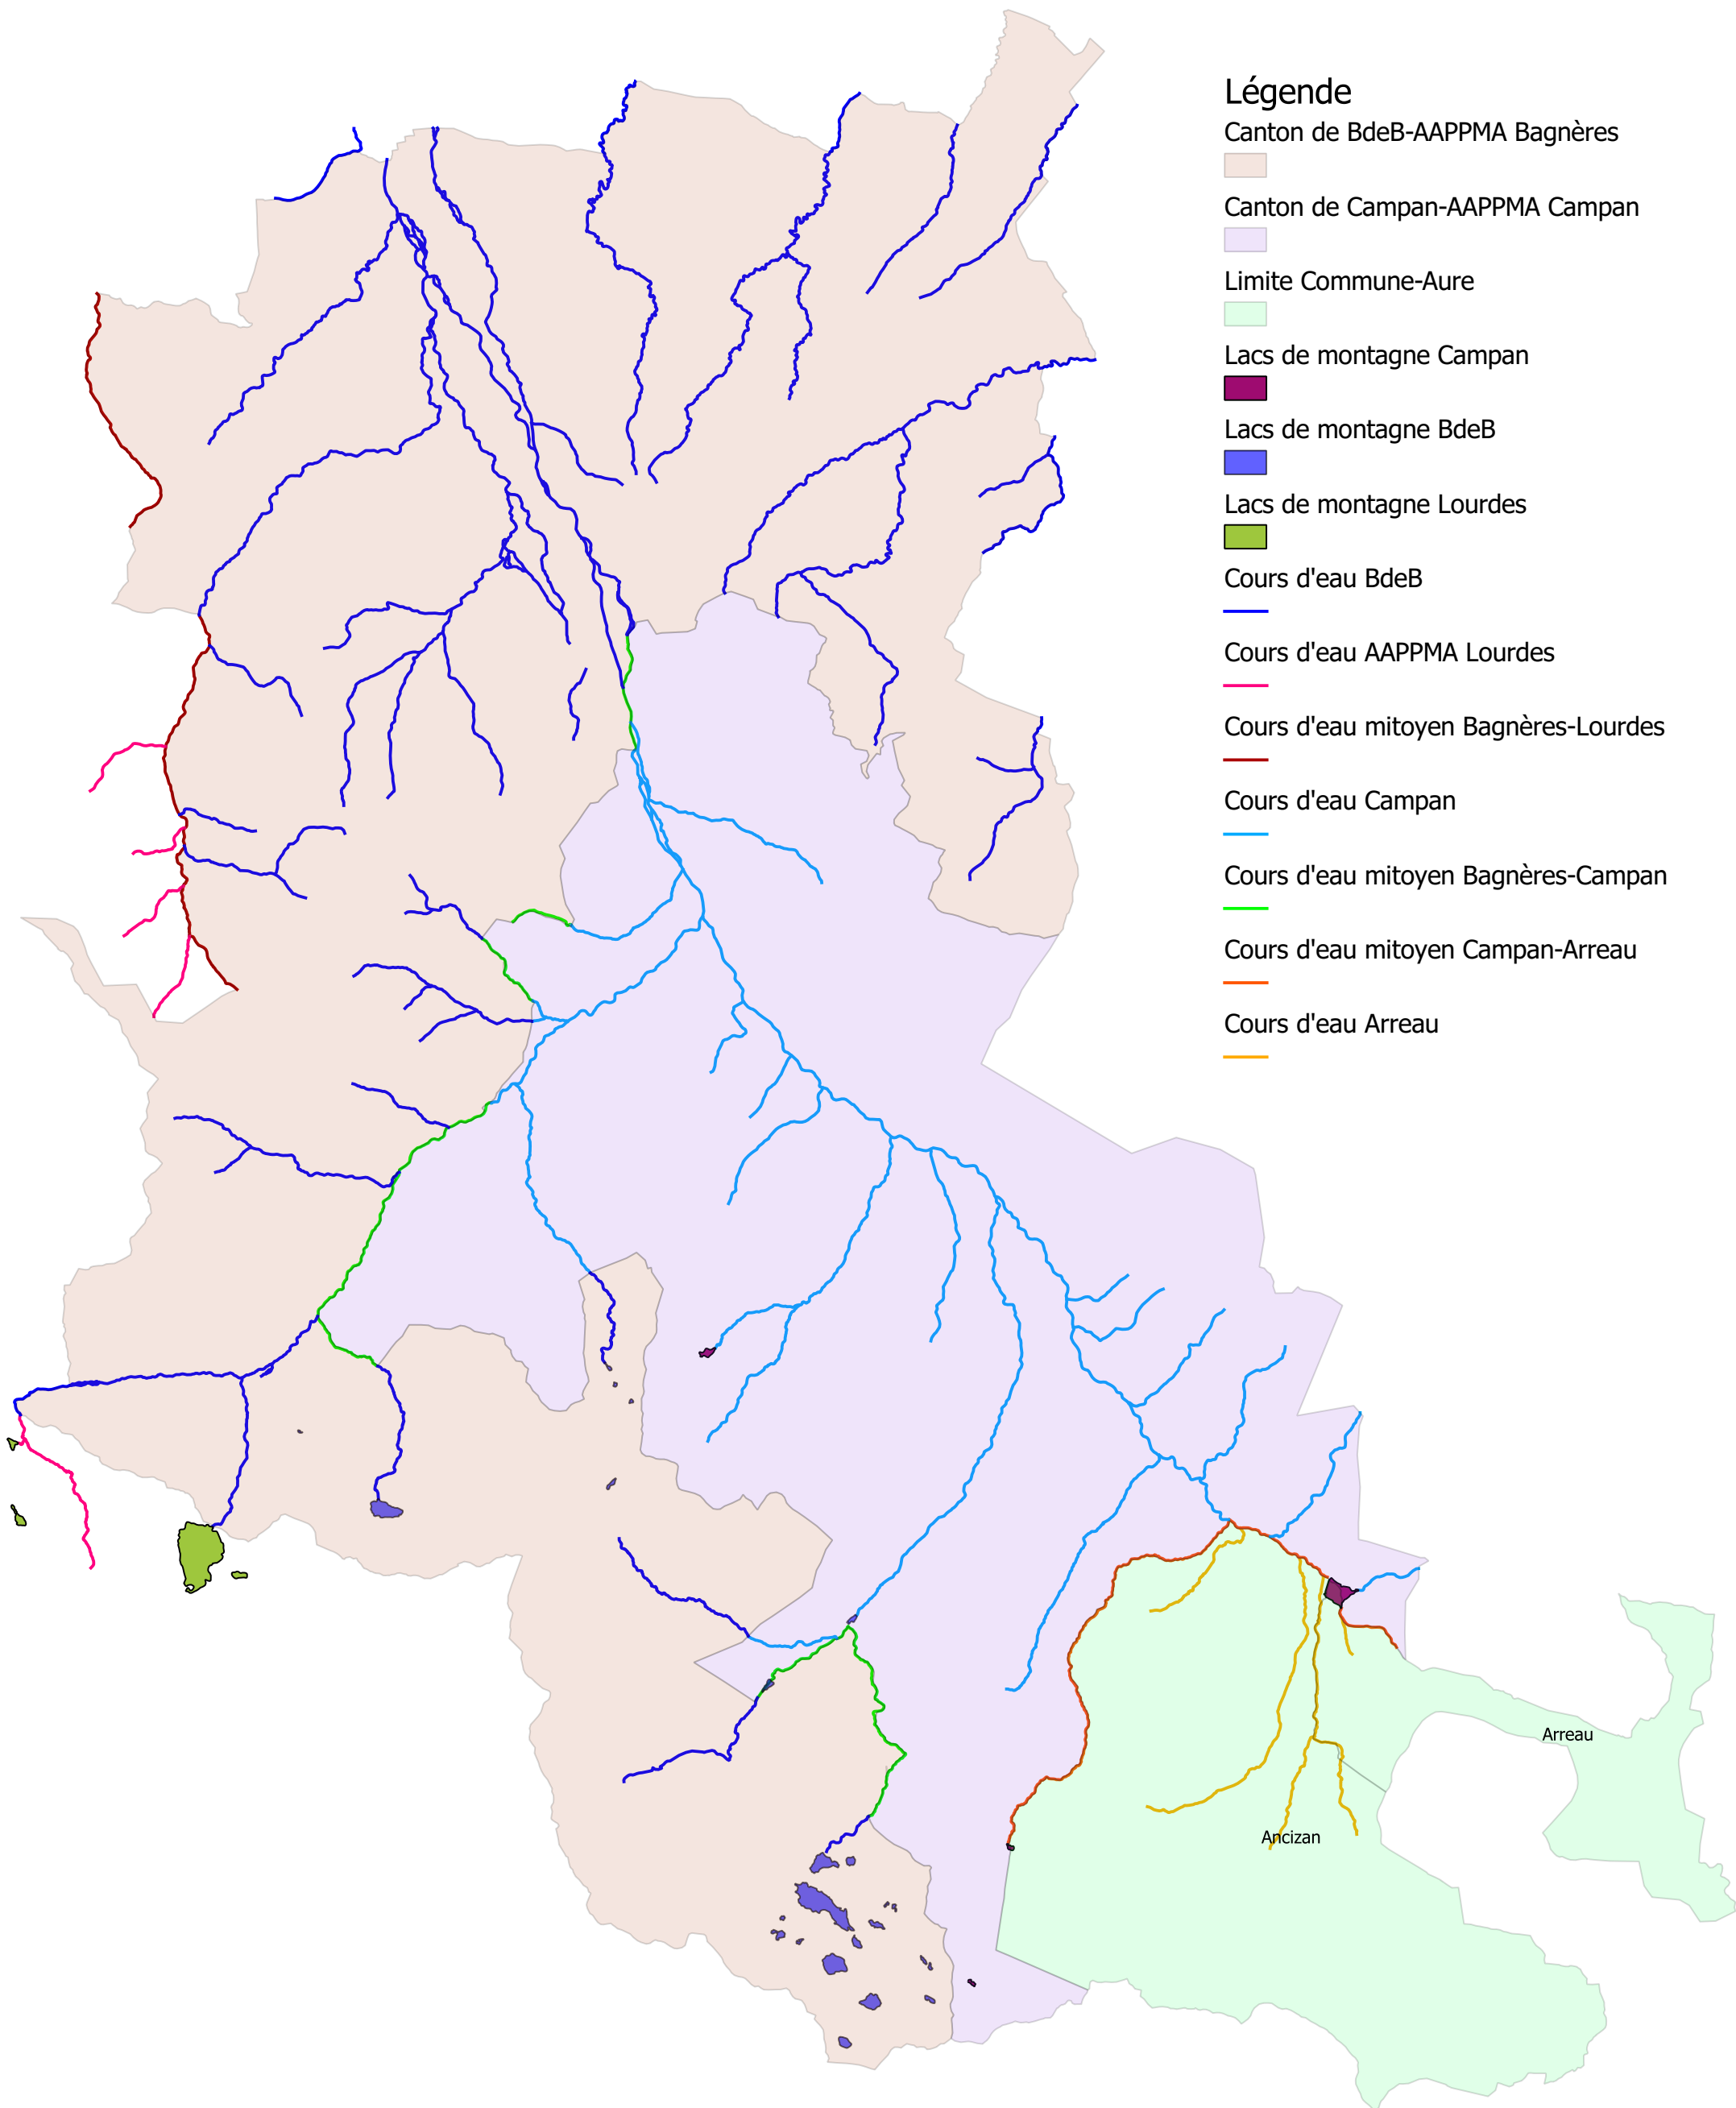 Légende
Canton de BdeB-AAPPMA Bagnères
Canton de Campan-AAPPMA Campan
Limite Commune-Aure
Lacs de montagne Campan
Lacs de montagne BdeB
Lacs de montagne Lourdes
Cours d'eau BdeB
Cours d'eau AAPPMA Lourdes
Cours d'eau mitoyen Bagnères-Lourdes
Cours d'eau Campan
Cours d'eau mitoyen Bagnères-Campan
Cours d'eau mitoyen Campan-Arreau
Cours d'eau Arreau
Arreau
Ancizan